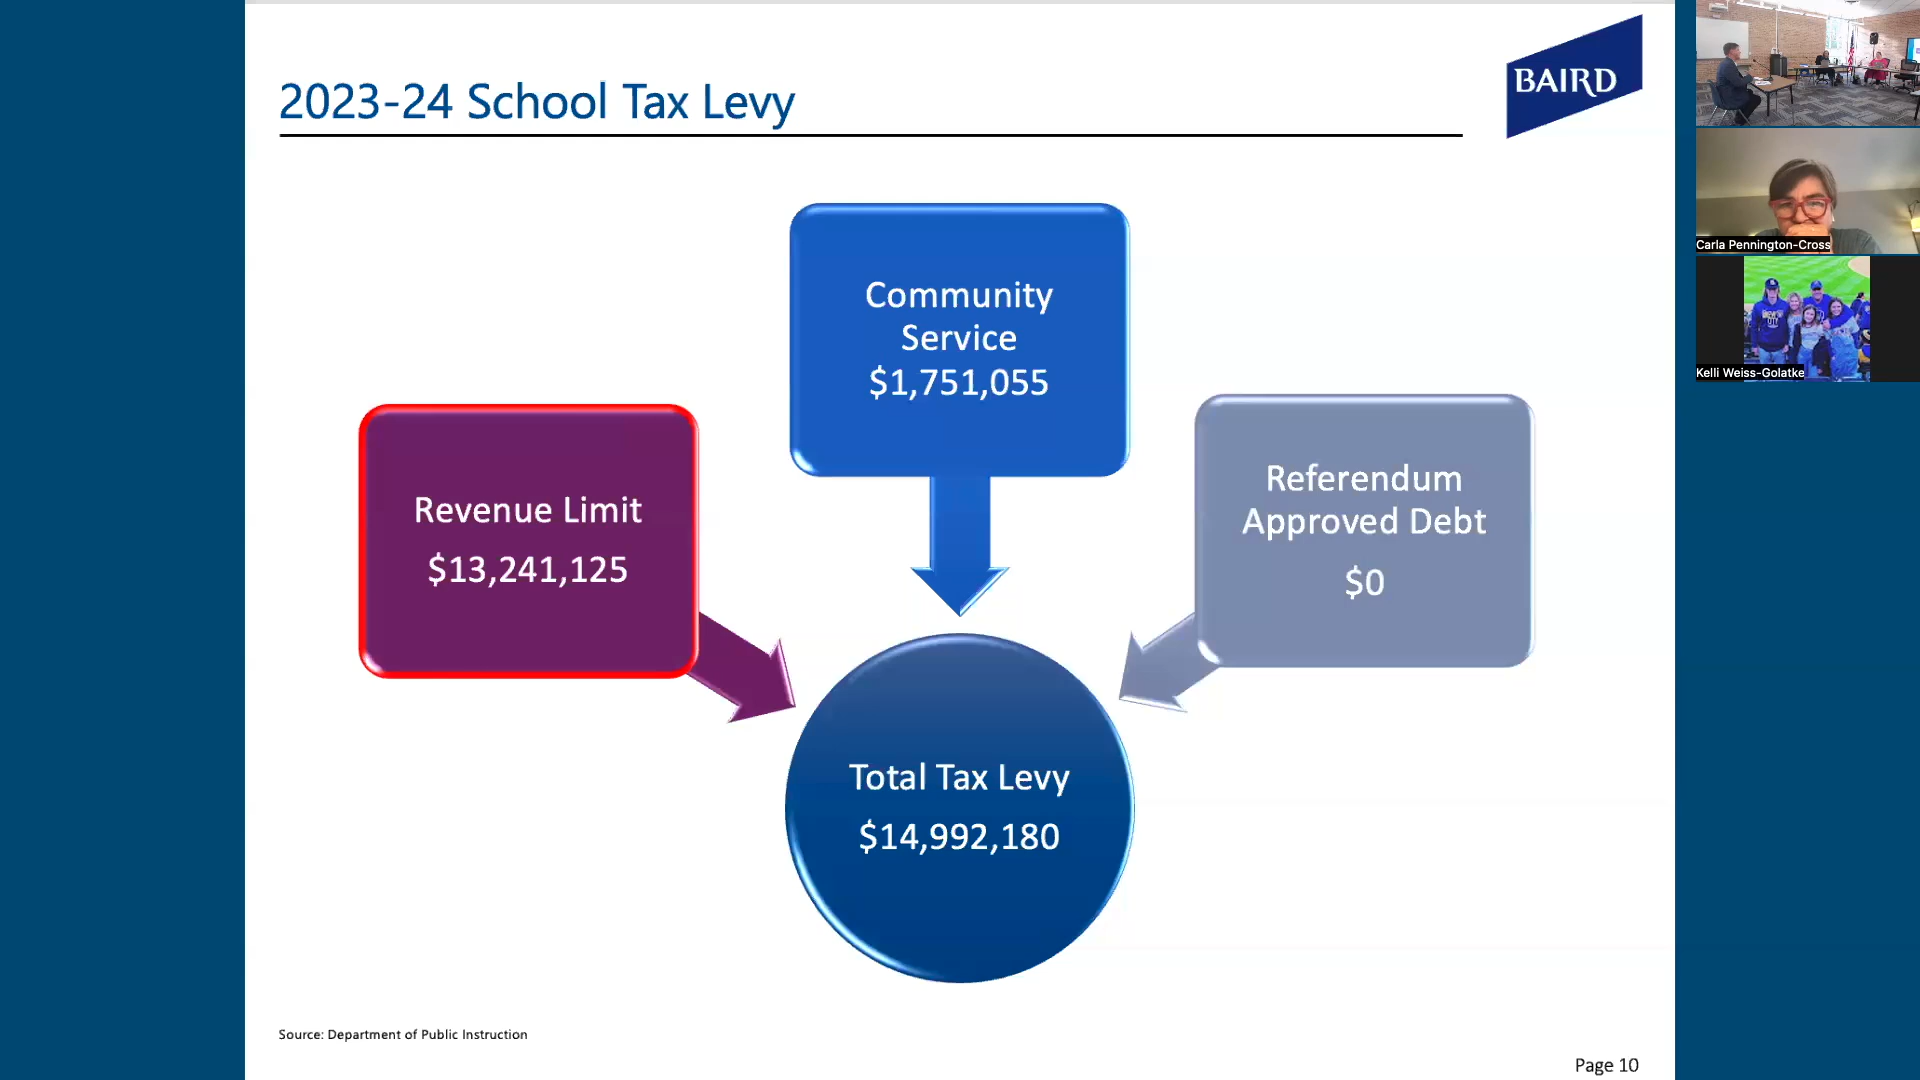 2023-24 School Tax Levy
BAIRD
Community
Service
$1,751,055
Revenue Limit
$13,241,125
Referendum
Approved Debt
$0
Total Tax Levy
$14,992,180
Source: Department of Public Instruction
Page 10
Carla Pennington-Cross
Kelli Weiss-Golatke